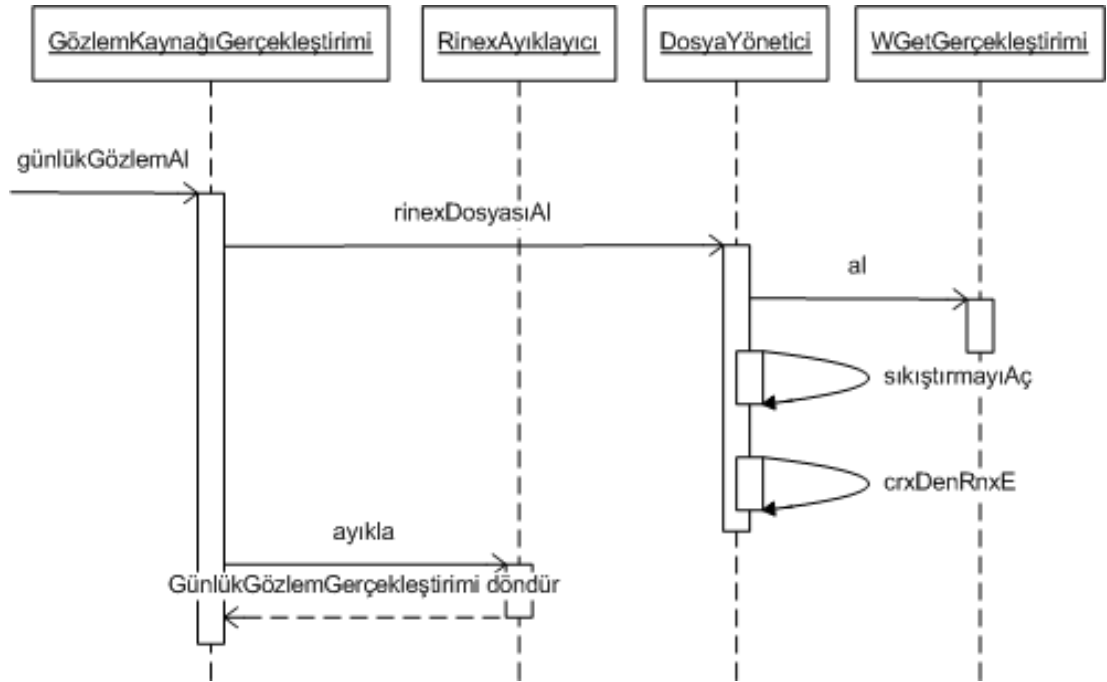 GözlemKaynağıGerçekleştirimi
RinexAyıklayıcı
DosyaYönetici
WGetGerçekleştirimi
günlükGözlemAl
rinexDosyasıAl
al
sıkıştırmayıAç
crxDenRnxE
ayıkla
GünlükGözlemGerçekleştirimi döndür